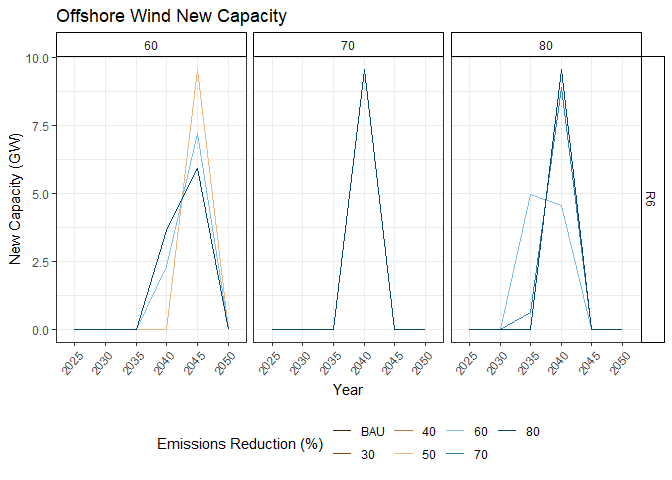 Offshore Wind New Capacity
60 70 80
10.0
7.5
5.0
2.5
0.0
New Capacity (GW)
R6
2025 2030 2035 2040 2045 2050 2025 2030 2035 2040 2045 2050 2025 2030 2035 2040 2045 2050
Year
Emissions Reduction (%)
BAU 40 60 80
30 50 70